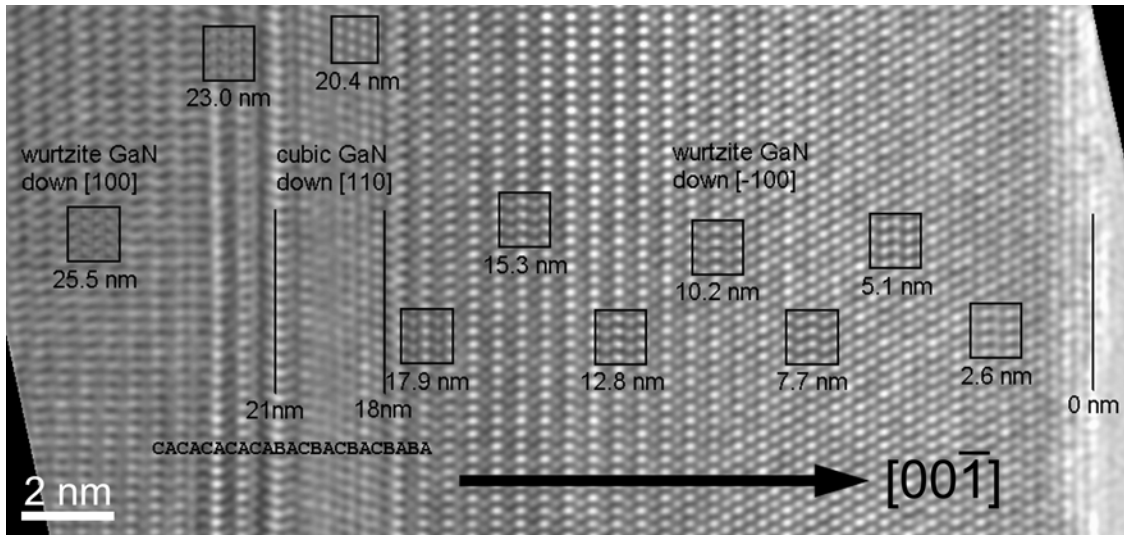 23.0 nm
20.4 nm
wurtzite GaN
down [100]
cubic GaN
down [110]
wurtzite GaN
down [-100]
25.5 nm
15.3 nm
10.2 nm
5.1 nm
17.9 nm
12.8 nm
7.7 nm
2.6 nm
21nm
18nm
0 nm
CACACACACABACBACBACBABA
[001̅]
2 nm